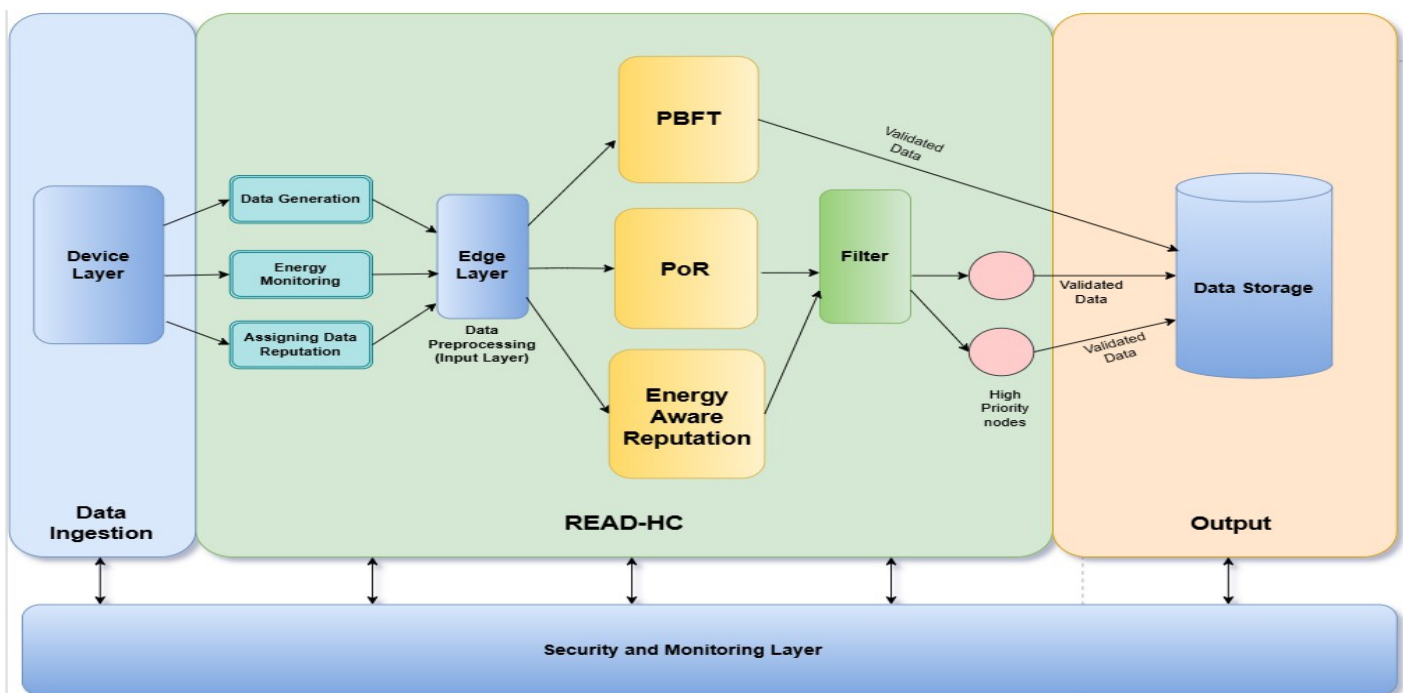 Device
Layer
Data
Ingestion
Data Generation
Energy
Monitoring
Assigning Data
Reputation
Edge
Layer
Data
Preprocessing
(Input Layer)
PBFT
PoR
Energy
Aware
Reputation
Filter
High
Priority
nodes
READ-HC
Validated
Data
Validated
Data
Validated
Data
Data Storage
Output
Security and Monitoring Layer